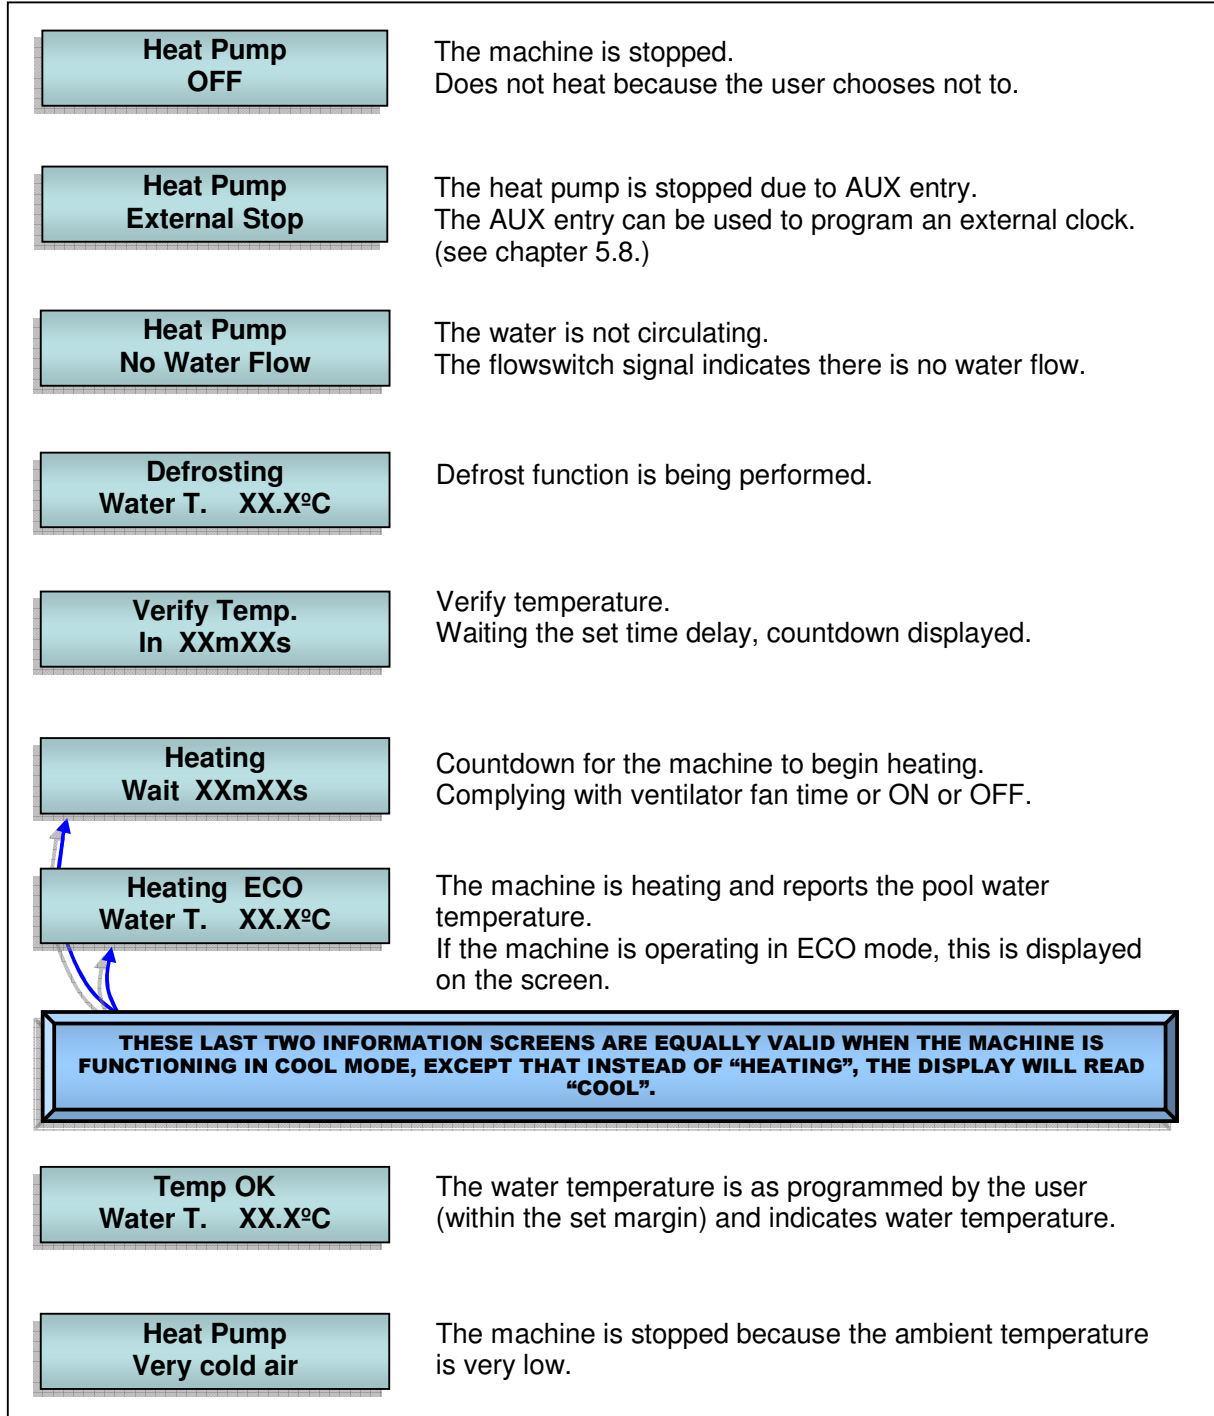 Heat Pump
OFF
The machine is stopped.
Does not heat because the user chooses not to.
Heat Pump
External Stop
The heat pump is stopped due to AUX entry.
The AUX entry can be used to program an external clock.
(see chapter 5.8.)
Heat Pump
No Water Flow
The water is not circulating.
The flowswitch signal indicates there is no water flow.
Defrosting
Water T. XX.XºC
Defrost function is being performed.
Verify Temp.
In XXmXXs
Verify temperature.
Waiting the set time delay, countdown displayed.
Heating
Wait XXmXXs
Countdown for the machine to begin heating.
Complying with ventilator fan time or ON or OFF.
Heating ECO
Water T. XX.XºC
The machine is heating and reports the pool water
temperature.
If the machine is operating in ECO mode, this is displayed
on the screen.
THESE LAST TWO INFORMATION SCREENS ARE EQUALLY VALID WHEN THE MACHINE IS
FUNCTIONING IN COOL MODE, EXCEPT THAT INSTEAD OF “HEATING”, THE DISPLAY WILL READ
“COOL”.
Temp OK
Water T. XX.XºC
The water temperature is as programmed by the user
(within the set margin) and indicates water temperature.
Heat Pump
Very cold air
The machine is stopped because the ambient temperature
is very low.